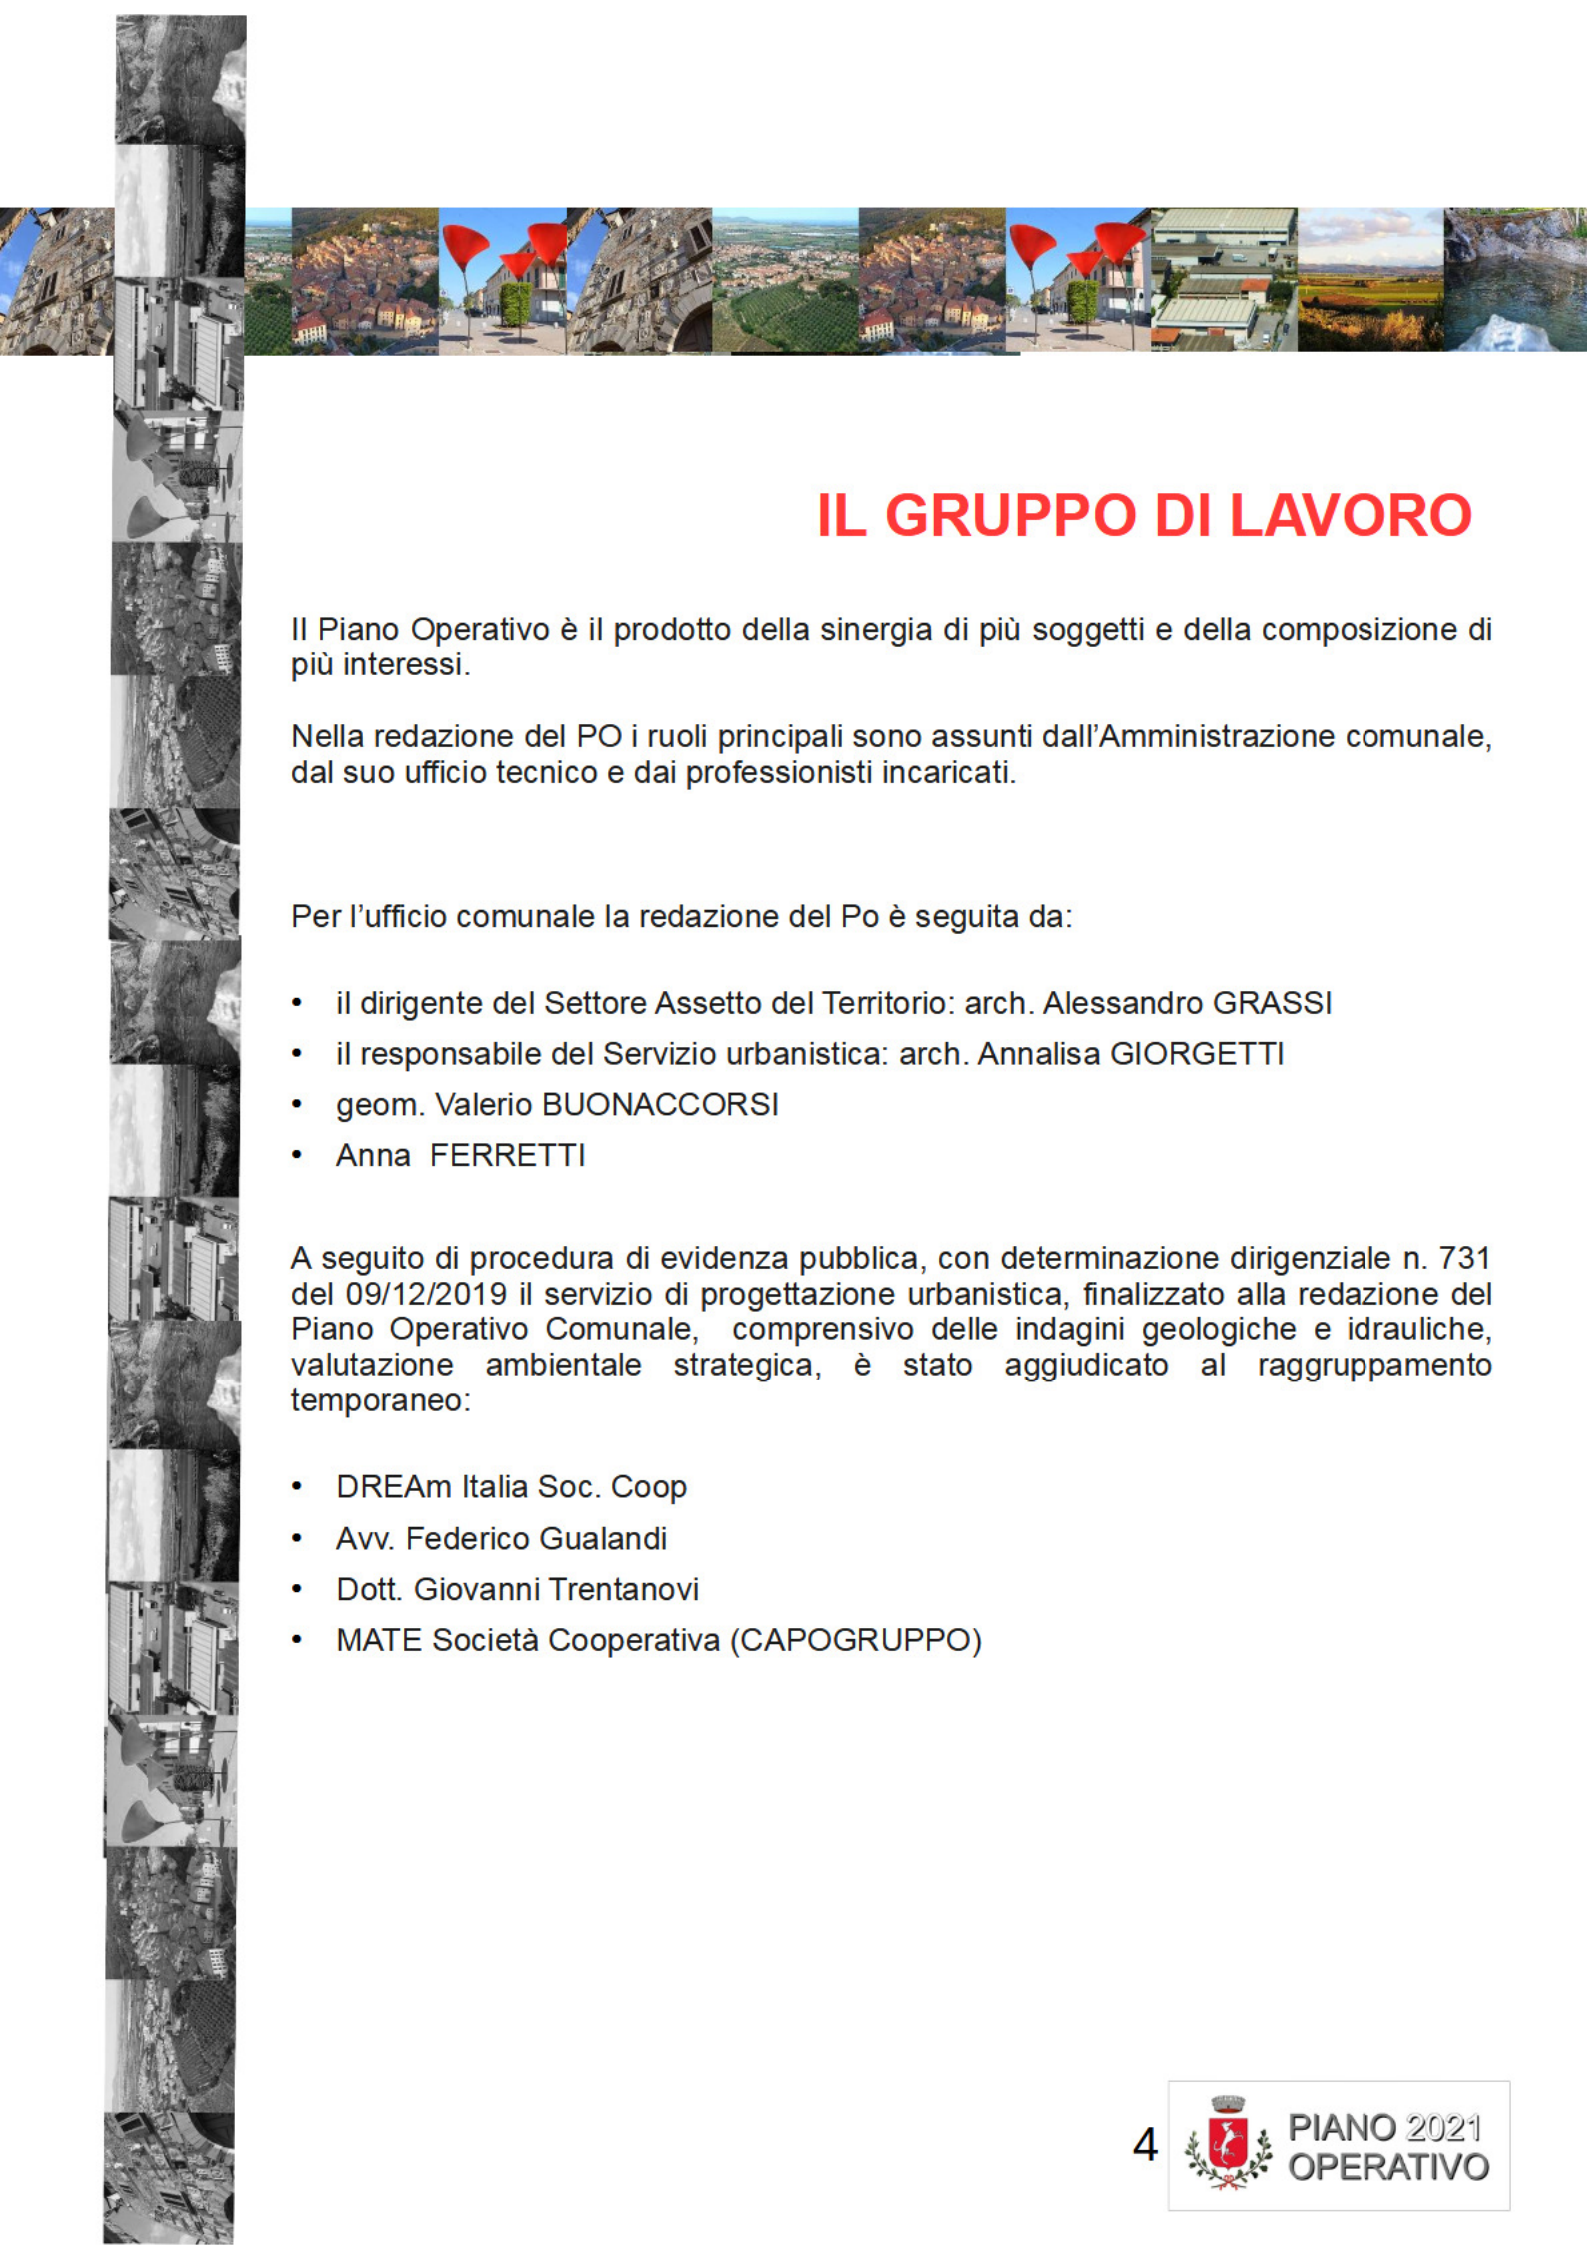 IL GRUPPO DI LAVORO
Il Piano Operativo è il prodotto della sinergia di più soggetti e della composizione di
più interessi.
Nella redazione del PO i ruoli principali sono assunti dall’Amministrazione comunale,
dal suo ufficio tecnico e dai professionisti incaricati.
Per l’ufficio comunale la redazione del Po è seguita da:
• il dirigente del Settore Assetto del Territorio: arch. Alessandro GRASSI
• il responsabile del Servizio urbanistica: arch. Annalisa GIORGETTI
• geom. Valerio BUONACCORSI
• Anna FERRETTI
A seguito di procedura di evidenza pubblica, con determinazione dirigenziale n. 731
del 09/12/2019 il servizio di progettazione urbanistica, finalizzato alla redazione del
Piano Operativo Comunale, comprensivo delle indagini geologiche e idrauliche,
valutazione ambientale strategica, è stato aggiudicato al raggruppamento
temporaneo:
• DREAm Italia Soc. Coop
• Avv. Federico Gualandi
• Dott. Giovanni Trentanovi
• MATE Società Cooperativa (CAPOGRUPPO)
4
PIANO 2021
OPERATIVO